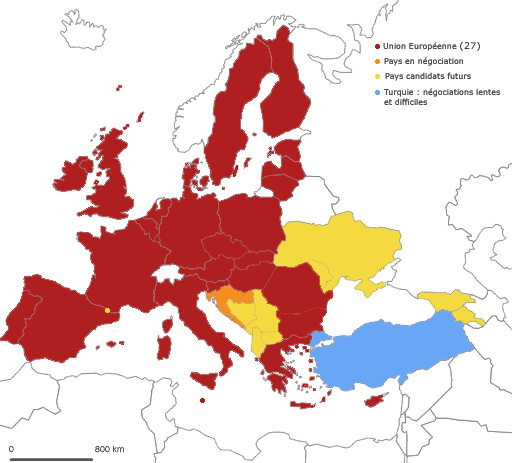 Union Européenne (27)
Pays en négociation
Pays candidats futurs
Turquie : négociations lentes
et difficiles
0 800 km